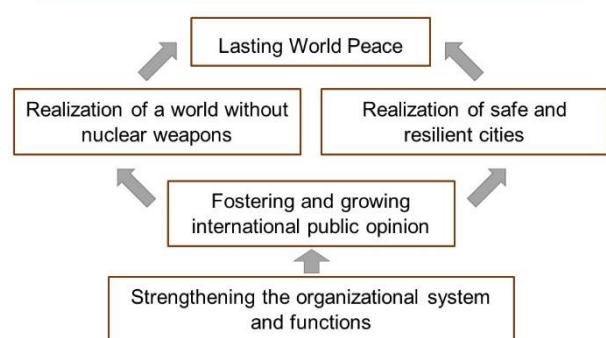 Lasting World Peace
Realization of a world without
nuclear weapons
Realization of safe and
resilient cities
Fostering and growing
international public opinion
Strengthening the organizational system
and functions